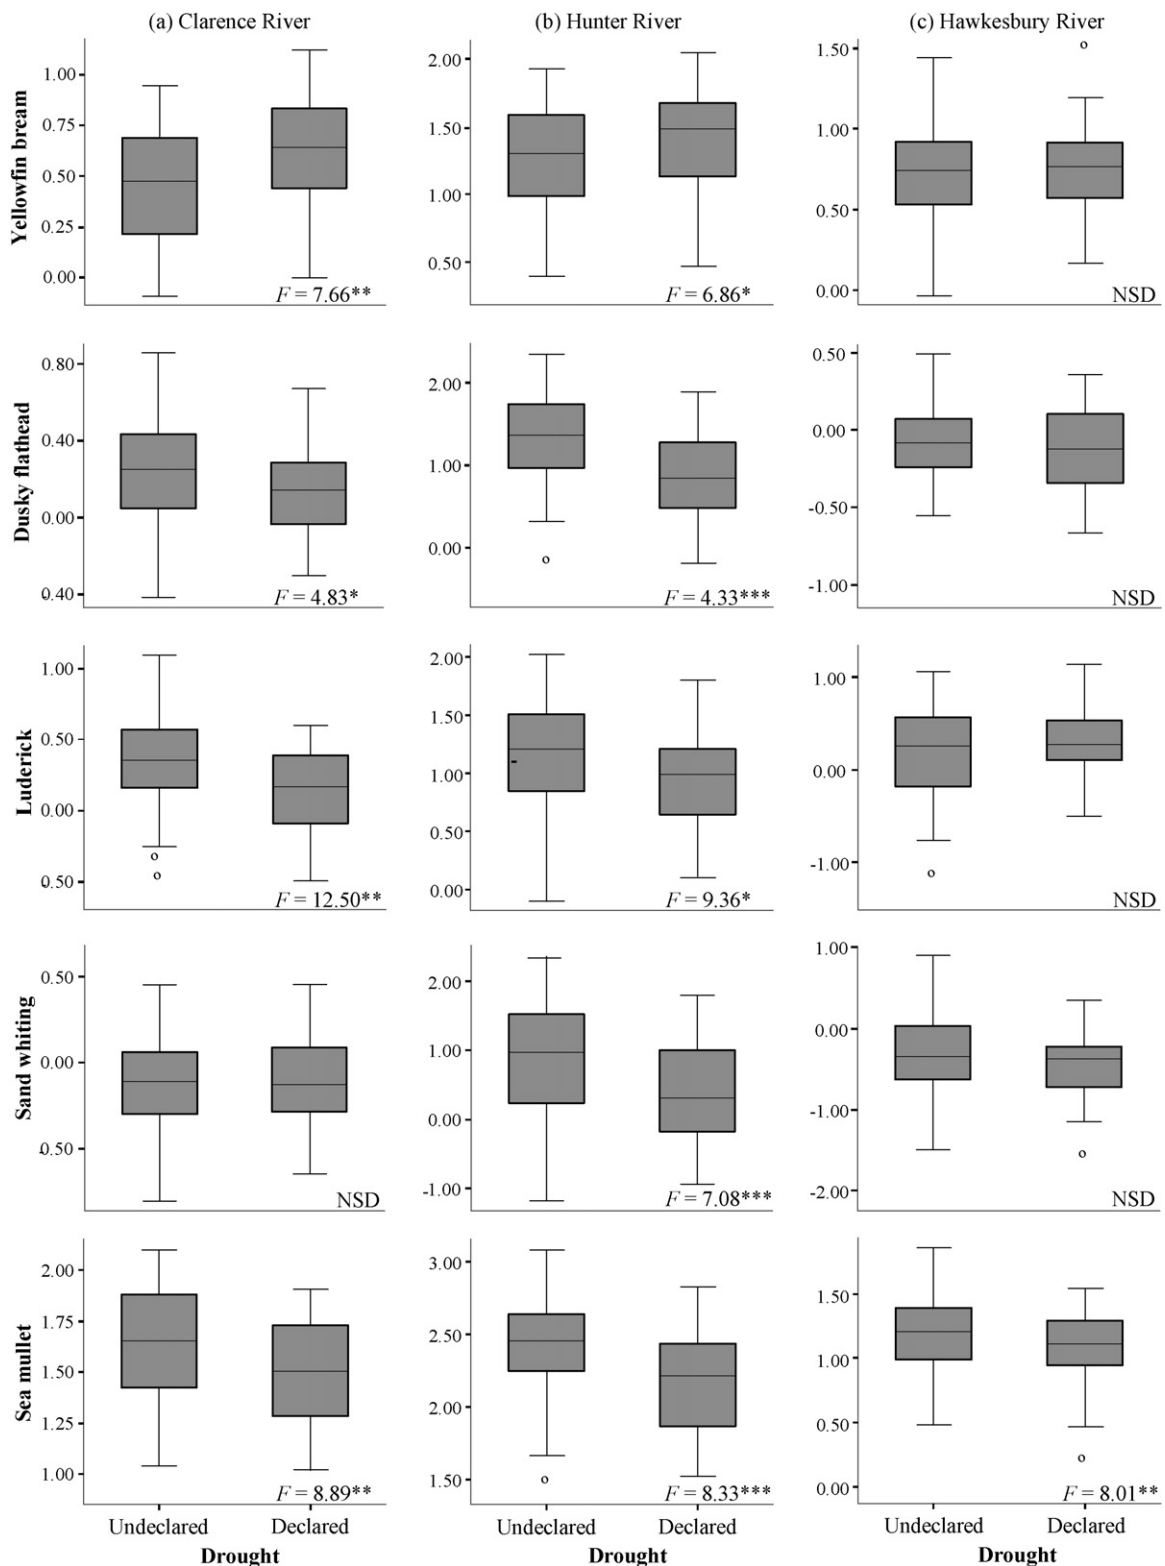 (a) Clarence River
(b) Hunter River
(c) Hawkesbury River
Yellowfin bream
1.00
0.75
0.50
0.25
0.00
F = 7.66**
2.00
1.50
1.00
0.50
F = 6.86*
1.50
1.00
0.50
0.00
NSD
Dusky flathead
0.80
0.40
0.00
0.40
F = 4.83*
2.00
1.00
0.00
F = 4.33***
0.50
0.00
-0.50
-1.00
NSD
Luderick
1.00
0.50
0.00
0.50
F = 12.50**
2.00
1.50
1.00
0.50
0.00
F = 9.36*
1.00
0.00
-1.00
NSD
Sand whiting
0.50
0.00
0.50
NSD
2.00
1.00
0.00
-1.00
F = 7.08***
1.00
0.00
-1.00
-2.00
NSD
Sea mullet
2.00
1.75
1.50
1.25
1.00
F = 8.89**
3.00
2.50
2.00
1.50
F = 8.33***
1.50
1.00
0.50
0.00
F = 8.01**
Undeclared Declared
Drought
Undeclared Declared
Drought
Undeclared Declared
Drought